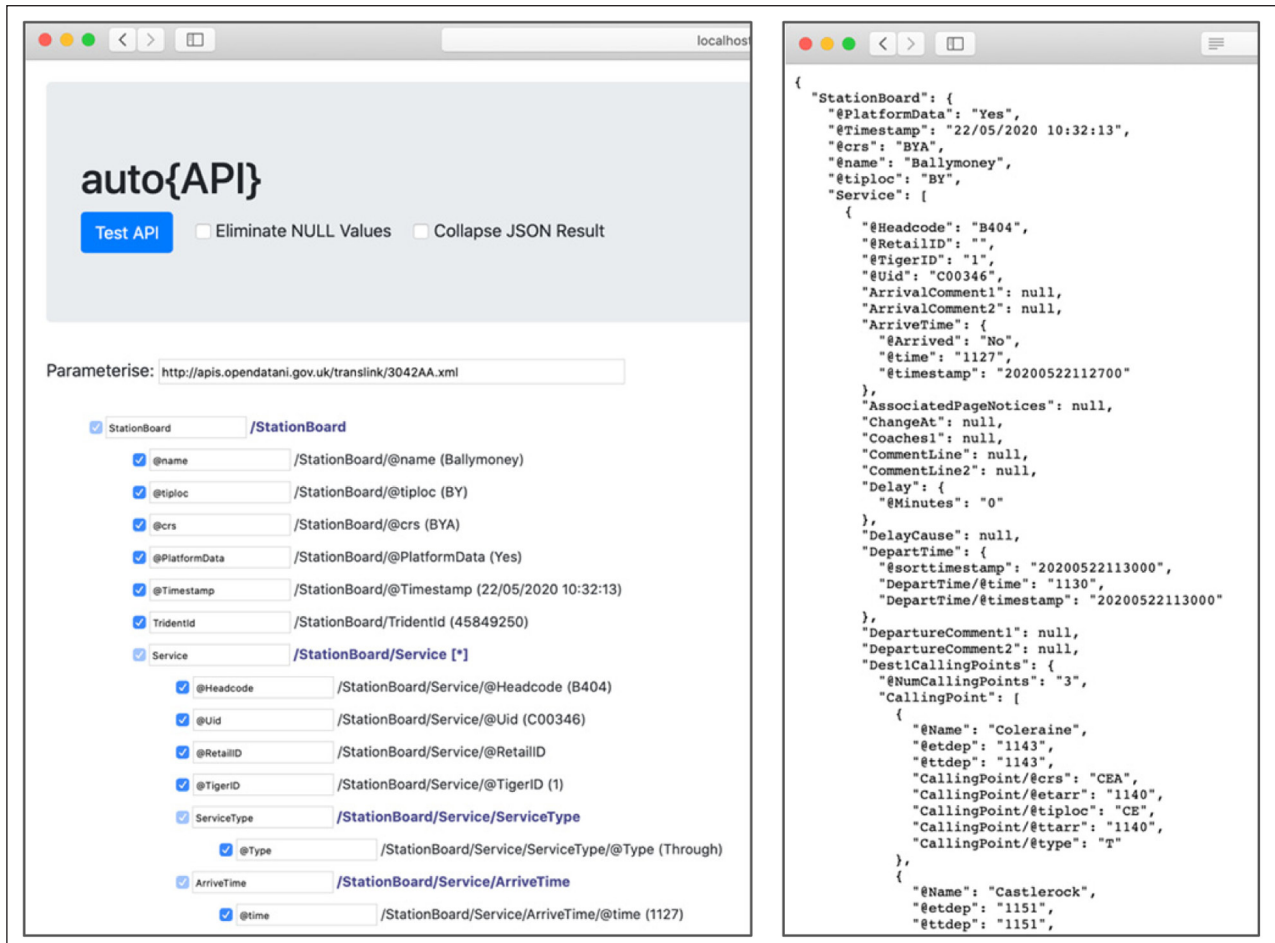 localhos
auto{API}
Test API Eliminate NULL Values Collapse JSON Result
Parameterise: http://apis.opendatani.gov.uk/translink/3042AA.xml
StationBoard /StationBoard
@name /StationBoard/@name (Ballymoney)
@tiploc /StationBoard/@tiploc (BY)
@crs /StationBoard/@crs (BYA)
@PlatformData /StationBoard/@PlatformData (Yes)
@Timestamp /StationBoard/@Timestamp (22/05/2020 10:32:13)
TridentId /StationBoard/TridentId (45849250)
Service /StationBoard/Service [*]
@Headcode /StationBoard/Service/@Headcode (B404)
@Uid /StationBoard/Service/@Uid (C00346)
@RetailID /StationBoard/Service/@RetailID
@TigerID /StationBoard/Service/@TigerID (1)
ServiceType /StationBoard/Service/ServiceType
@Type /StationBoard/Service/ServiceType/@Type (Through)
ArriveTime /StationBoard/Service/ArriveTime
@time /StationBoard/Service/ArriveTime/@time (1127)
{
"StationBoard": {
"@PlatformData": "Yes",
"@Timestamp": "22/05/2020 10:32:13",
"@crs": "BYA",
"@name": "Ballymoney",
"@tiploc": "BY",
"Service": [
{
"@Headcode": "B404",
"@RetailID": "",
"@TigerID": "1",
"@Uid": "C00346",
"ArrivalComment1": null,
"ArrivalComment2": null,
"ArriveTime": {
"@Arrived": "No",
"@time": "1127",
"@timestamp": "20200522112700"
},
"AssociatedPageNotices": null,
"ChangeAt": null,
"Coaches1": null,
"CommentLine": null,
"CommentLine2": null,
"Delay": {
"@Minutes": "0"
},
"DelayCause": null,
"DepartTime": {
"@sorttimestamp": "20200522113000",
"DepartTime/@time": "1130",
"DepartTime/@timestamp": "20200522113000"
},
"DepartureComment1": null,
"DepartureComment2": null,
"Dest1CallingPoints": {
"@NumCallingPoints": "3",
"CallingPoint": [
{
"@Name": "Coleraine",
"@etdep": "1143",
"@ttdep": "1143",
"CallingPoint/@crs": "CEA",
"CallingPoint/@etarr": "1140",
"CallingPoint/@tiploc": "CE",
"CallingPoint/@ttarr": "1140",
"CallingPoint/@type": "T"
},
{
"@Name": "Castlerock",
"@etdep": "1151",
"@ttdep": "1151",